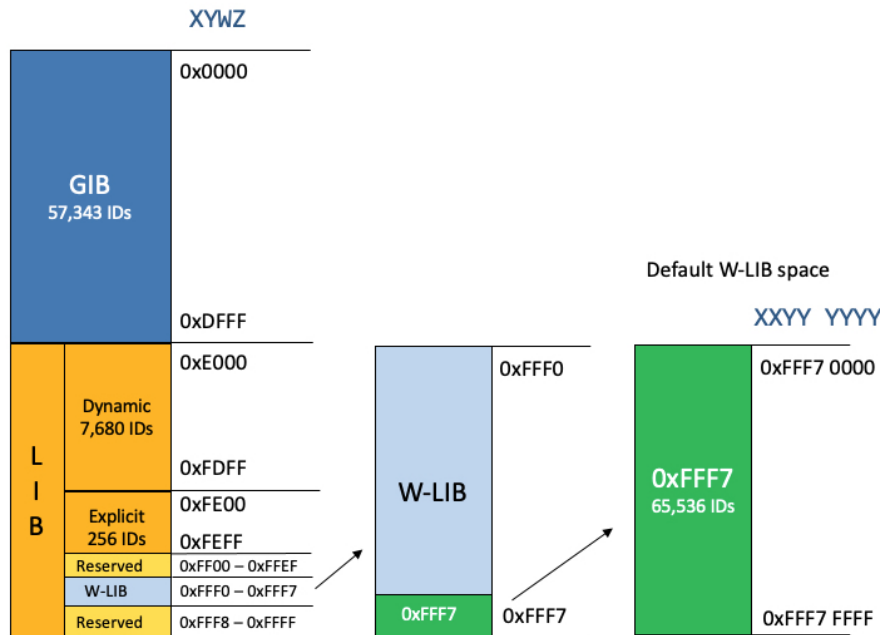 XYWZ
0x0000
GIB
57,343 IDs
0xDFFF
L
I
B
Dynamic
7,680 IDs
0xE000
0xFDFF
Explicit
256 IDs
0xFE00
0xFEFF
Reserved
0xFF00 – 0xFFEF
W-LIB
0xFFF0 – 0xFFF7
Reserved
0xFFF8 – 0xFFFF
W-LIB
0xFFF0
0xFFF7
0xFFF7
Default W-LIB space
XXYY YYYY
0xFFF7 0000
0xFFF7
65,536 IDs
0xFFF7 FFFF